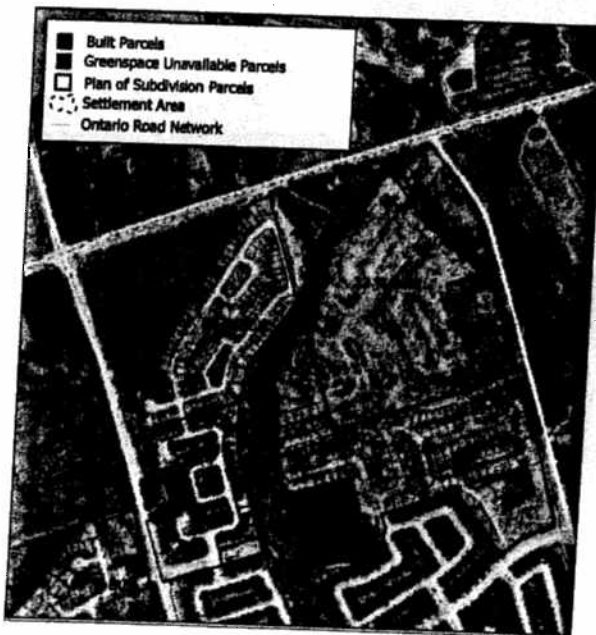 Built Parcels
Greenspace Unavailable Parcels
Plan of Subdivision Parcels
Settlement Area
Ontario Road Network